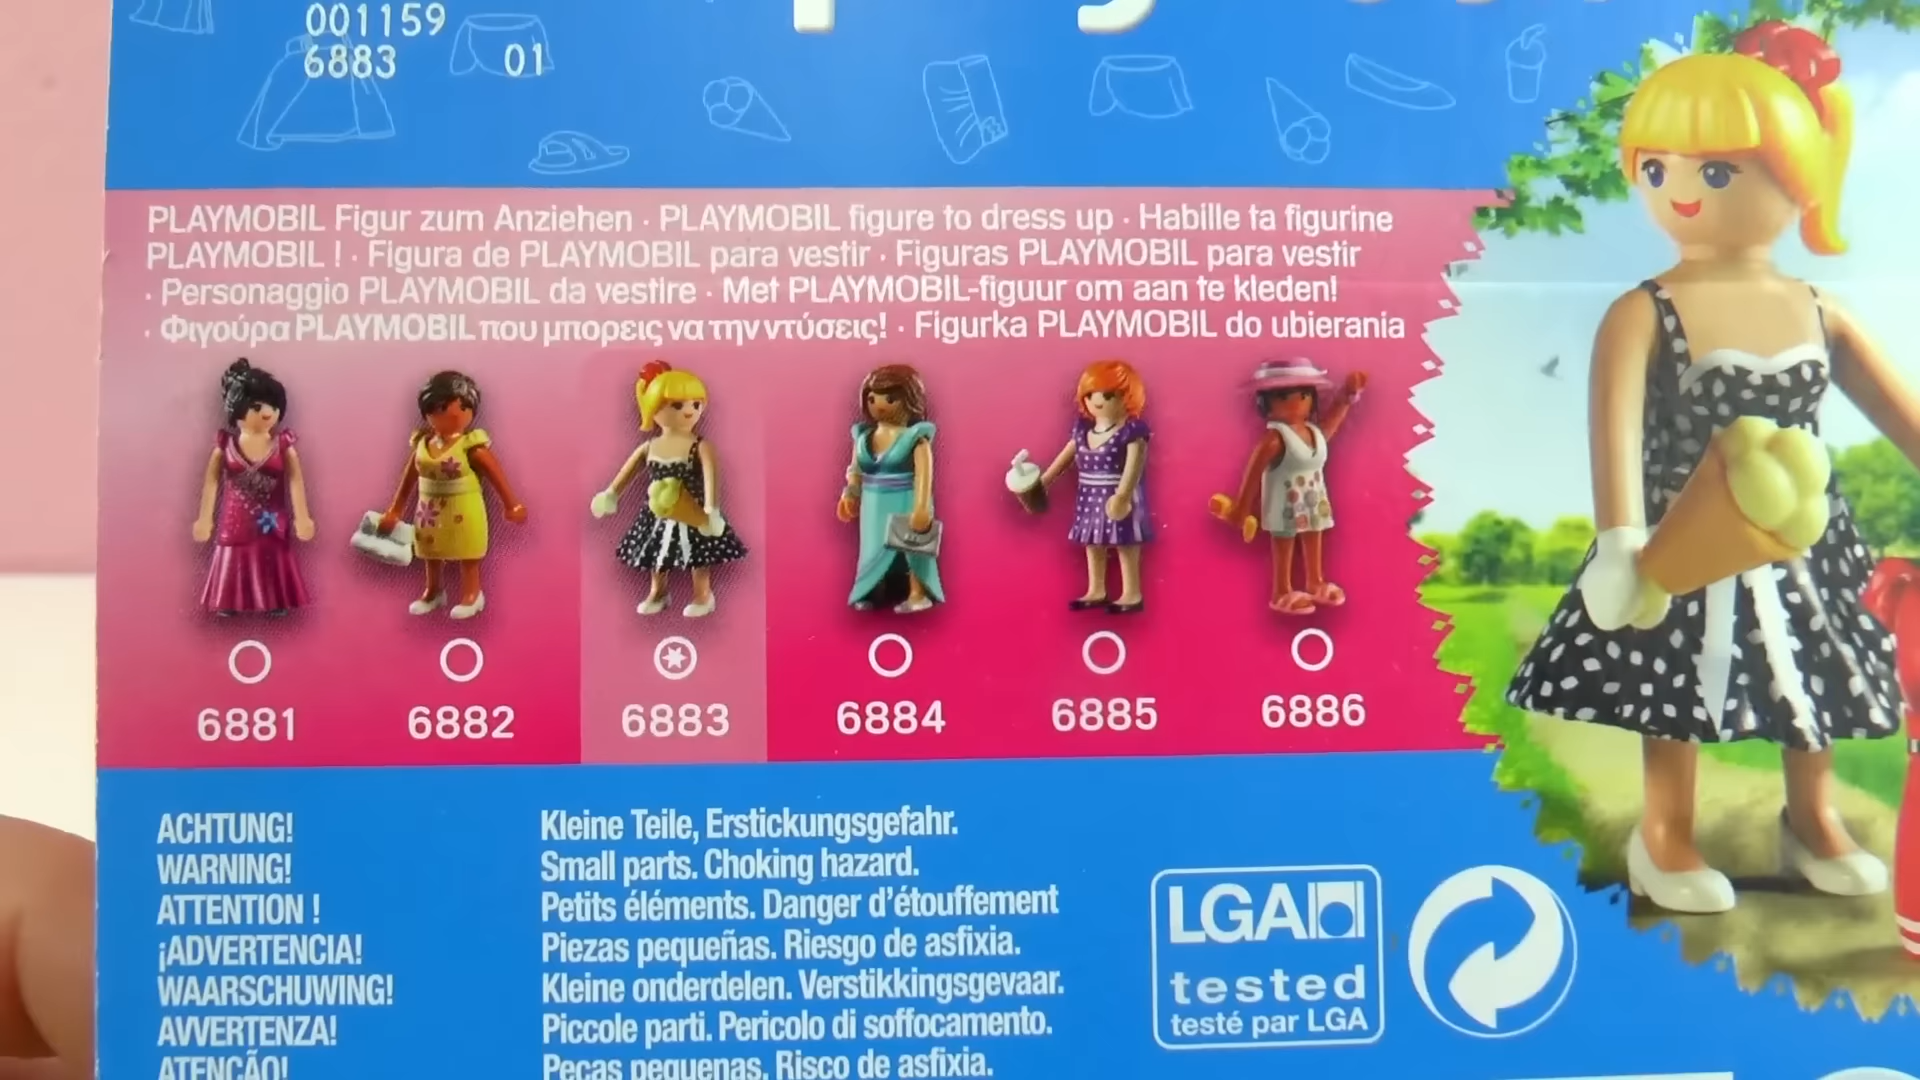 001159
6883 01
PLAYMOBIL Figur zum Anziehen · PLAYMOBIL figure to dress up · Habille ta figurine
PLAYMOBIL ! · Figura de PLAYMOBIL para vestir · Figuras PLAYMOBIL para vestir
· Personaggio PLAYMOBIL da vestire · Met PLAYMOBIL-figuur om aan te kleden!
· Φιγούρα PLAYMOBIL που μπορεις να την ντύσεις! · Figurka PLAYMOBIL do ubierania
6881 6882 6883 6884 6885 6886
ACHTUNG! Kleine Teile, Erstickungsgefahr.
WARNING! Small parts. Choking hazard.
ATTENTION ! Petits éléments. Danger d'étouffement
¡ADVERTENCIA! Piezas pequeñas. Riesgo de asfixia.
WAARSCHUWING! Kleine onderdelen. Verstikkingsgevaar.
AVVERTENZA! Piccole parti. Pericolo di soffocamento.
ATENÇÃO! Peças pequenas. Risco de asfixia.
LGA
tested
testé par LGA